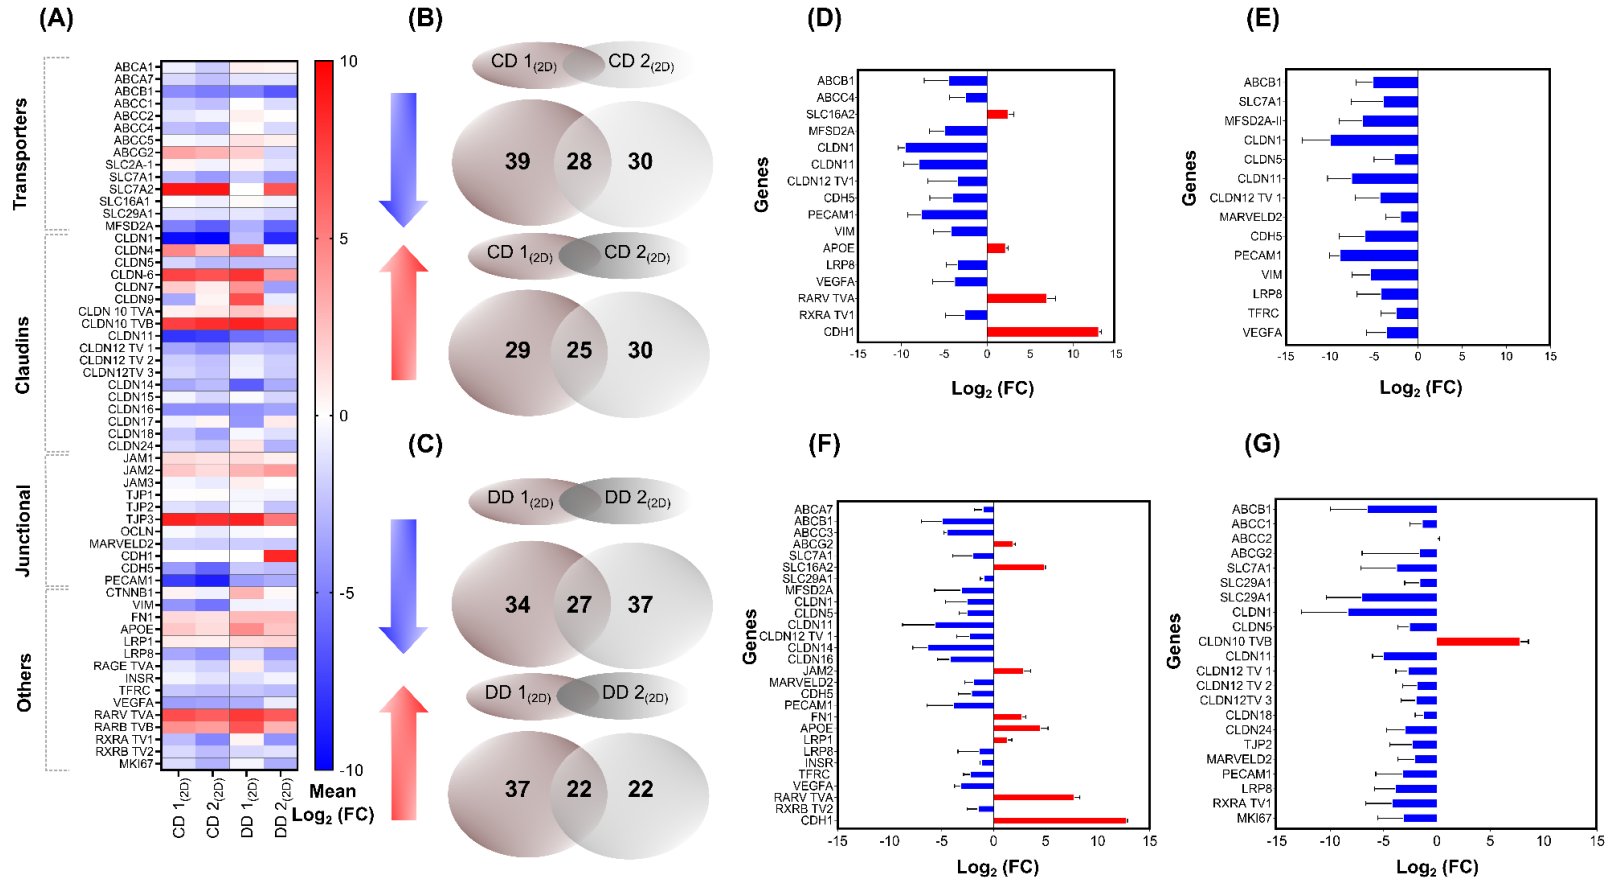 (A)
Transporters
Claudins
Junctional
Others
ABCA1
ABCA7
ABCB1
ABCC1
ABCC2
ABCC4
ABCC5
ABCG2
SLC2A-1
SLC7A1
SLC7A2
SLC16A1
SLC29A1
MFSD2A
CLDN1
CLDN4
CLDN5
CLDN-6
CLDN7
CLDN9
CLDN 10 TVA
CLDN10 TVB
CLDN11
CLDN12 TV 1
CLDN12 TV 2
CLDN12TV 3
CLDN14
CLDN15
CLDN16
CLDN17
CLDN18
CLDN24
JAM1
JAM2
JAM3
TJP1
TJP2
TJP3
OCLN
MARVELD2
CDH1
CDH5
PECAM1
CTNNB1
VIM
FN1
APOE
LRP1
LRP8
RAGE TVA
INSR
TFRC
VEGFA
RARV TVA
RARB TVB
RXRA TV1
RXRB TV2
MKI67
CD 1(2D)
CD 2(2D)
DD 1(2D)
DD 2(2D)
10
5
0
-5
-10
Mean
Log2 (FC)
(B)
CD 1(2D) CD 2(2D)
39 28 30
CD 1(2D) CD 2(2D)
29 25 30
(C)
DD 1(2D) DD 2(2D)
34 27 37
DD 1(2D) DD 2(2D)
37 22 22
(D)
Genes
ABCB1
ABCC4
SLC16A2
MFSD2A
CLDN1
CLDN11
CLDN12 TV1
CDH5
PECAM1
VIM
APOE
LRP8
VEGFA
RARV TVA
RXRA TV1
CDH1
-15 -10 -5 0 5 10 15
Log2 (FC)
(E)
Genes
ABCB1
SLC7A1
MFSD2A-II
CLDN1
CLDN5
CLDN11
CLDN12 TV 1
MARVELD2
CDH5
PECAM1
VIM
LRP8
TFRC
VEGFA
-15 -10 -5 0 5 10 15
Log2 (FC)
(F)
Genes
ABCA7
ABCB1
ABCC3
ABCG2
SLC7A1
SLC16A2
SLC29A1
MFSD2A
CLDN1
CLDN5
CLDN11
CLDN12 TV 1
CLDN14
CLDN16
JAM2
MARVELD2
CDH5
PECAM1
FN1
APOE
LRP1
LRP8
INSR
TFRC
VEGFA
RARV TVA
RXRB TV2
CDH1
-15 -10 -5 0 5 10 15
Log2 (FC)
(G)
Genes
ABCB1
ABCC1
ABCC2
ABCG2
SLC7A1
SLC29A1
SLC29A1
CLDN1
CLDN5
CLDN10 TVB
CLDN11
CLDN12 TV 1
CLDN12 TV 2
CLDN12TV 3
CLDN18
CLDN24
TJP2
MARVELD2
PECAM1
LRP8
RXRA TV1
MKI67
-15 -10 -5 0 5 10 15
Log2 (FC)